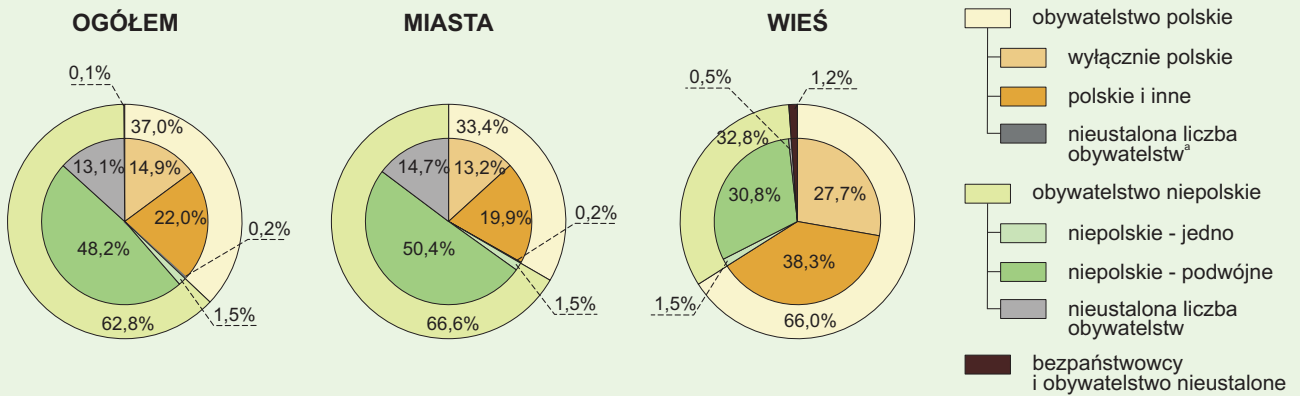 OGÓŁEM
0,1%
37,0%
13,1%
14,9%
22,0%
48,2%
0,2%
1,5%
62,8%
MIASTA
33,4%
14,7%
13,2%
19,9%
50,4%
0,2%
1,5%
66,6%
WIEŚ
0,5%
1,2%
32,8%
30,8%
27,7%
38,3%
1,5%
66,0%
obywatelstwo polskie
wyłącznie polskie
polskie i inne
nieustalona liczba
obywatelstwᵃ
obywatelstwo niepolskie
niepolskie - jedno
niepolskie - podwójne
nieustalona liczba
obywatelstw
bezpaństwowcy
i obywatelstwo nieustalone